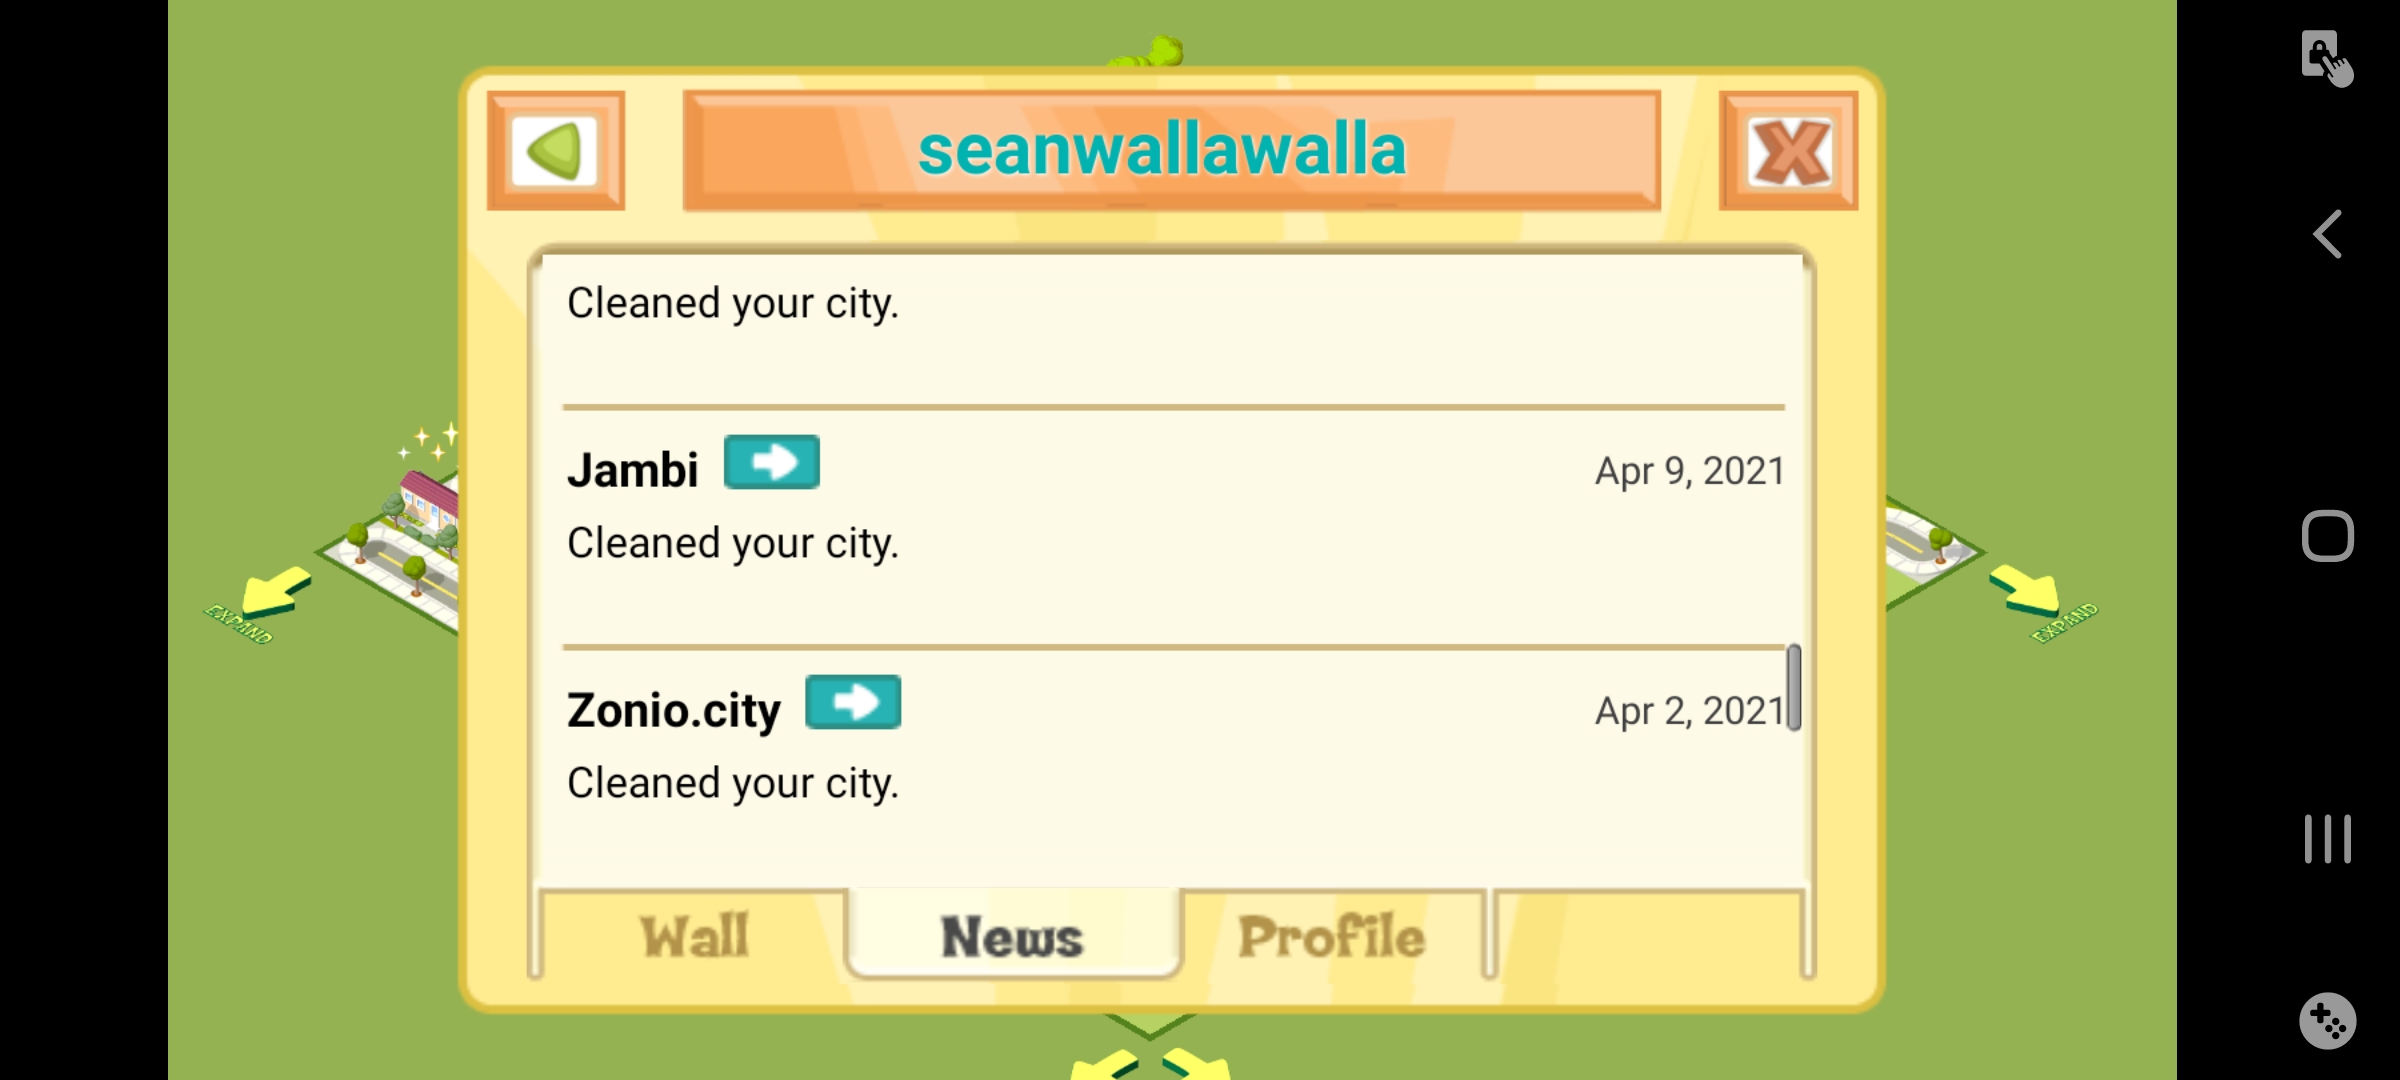 seanwallawalla
Cleaned your city.
Jambi
Apr 9, 2021
Cleaned your city.
Zonio.city
Apr 2, 2021
Cleaned your city.
EXPAND
EXPAND
Wall
News
Profile